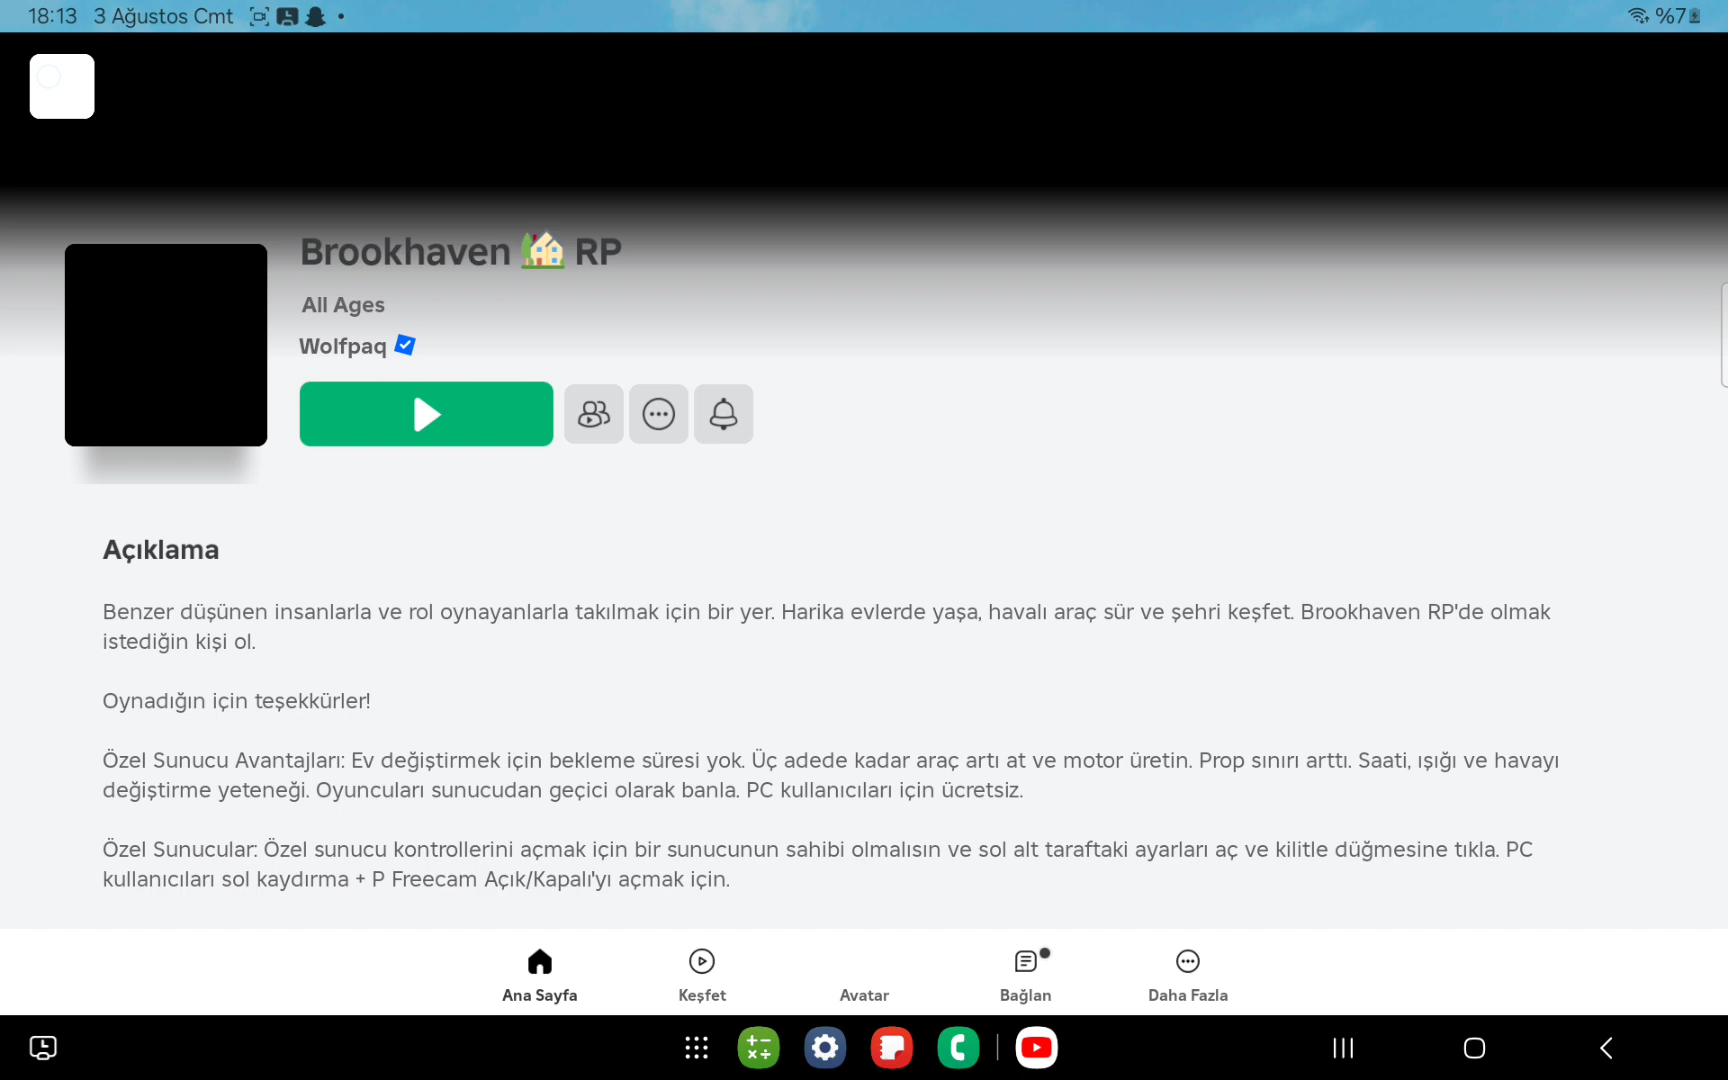 18:13 3 Ağustos Cmt
%7
Brookhaven 🏡 RP
All Ages
Wolfpaq
Açıklama
Benzer düşünen insanlarla ve rol oynayanlarla takılmak için bir yer. Harika evlerde yaşa, havalı araç sür ve şehri keşfet. Brookhaven RP'de olmak
istediğin kişi ol.
Oynadığın için teşekkürler!
Özel Sunucu Avantajları: Ev değiştirmek için bekleme süresi yok. Üç adede kadar araç artı at ve motor üretin. Prop sınırı arttı. Saati, ışığı ve havayı
değiştirme yeteneği. Oyuncuları sunucudan geçici olarak banla. PC kullanıcıları için ücretsiz.
Özel Sunucular: Özel sunucu kontrollerini açmak için bir sunucunun sahibi olmalısın ve sol alt taraftaki ayarları aç ve kilitle düğmesine tıkla. PC
kullanıcıları sol kaydırma + P Freecam Açık/Kapalı'yı açmak için.
Ana Sayfa
Keşfet
Avatar
Bağlan
Daha Fazla